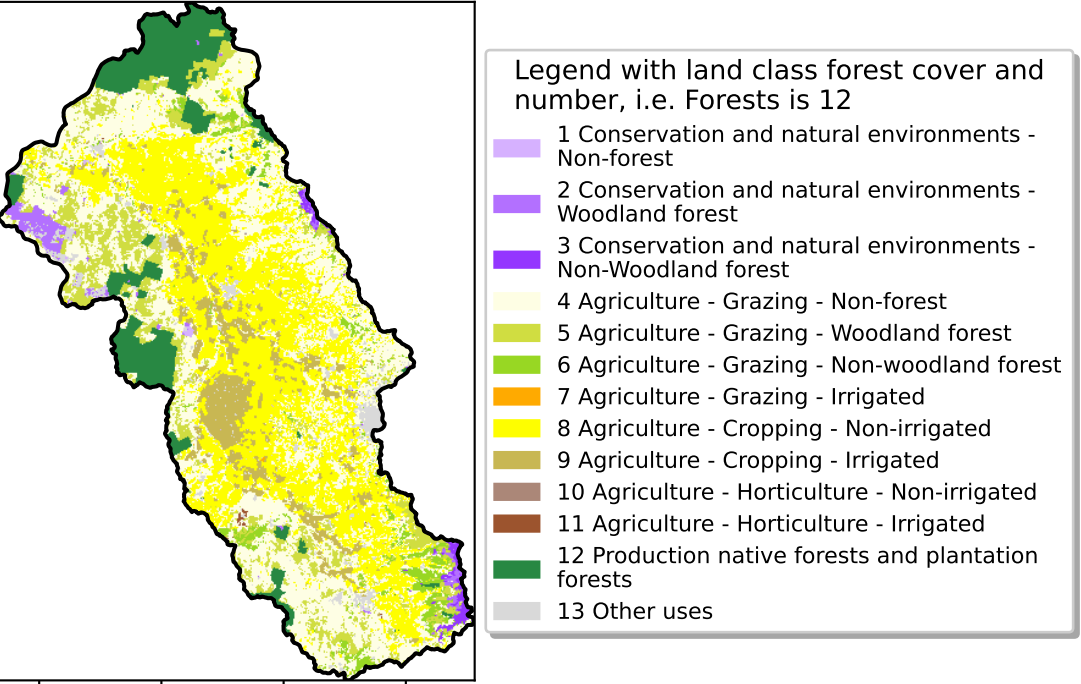 Legend with land class forest cover and
number, i.e. Forests is 12
1 Conservation and natural environments -
Non-forest
2 Conservation and natural environments -
Woodland forest
3 Conservation and natural environments -
Non-Woodland forest
4 Agriculture - Grazing - Non-forest
5 Agriculture - Grazing - Woodland forest
6 Agriculture - Grazing - Non-woodland forest
7 Agriculture - Grazing - Irrigated
8 Agriculture - Cropping - Non-irrigated
9 Agriculture - Cropping - Irrigated
10 Agriculture - Horticulture - Non-irrigated
11 Agriculture - Horticulture - Irrigated
12 Production native forests and plantation
forests
13 Other uses